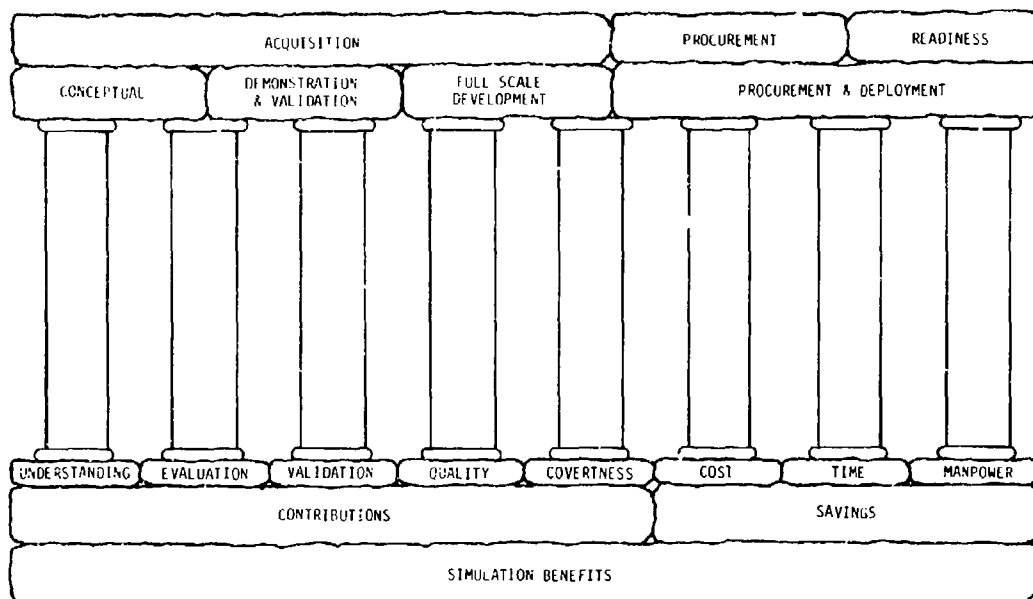 ACQUISITION
PROCUREMENT
READINESS
CONCEPTUAL
DEMONSTRATION
& VALIDATION
FULL SCALE
DEVELOPMENT
PROCUREMENT & DEPLOYMENT
UNDERSTANDING
EVALUATION
VALIDATION
QUALITY
COVERTNESS
COST
TIME
MANPOWER
CONTRIBUTIONS
SAVINGS
SIMULATION BENEFITS